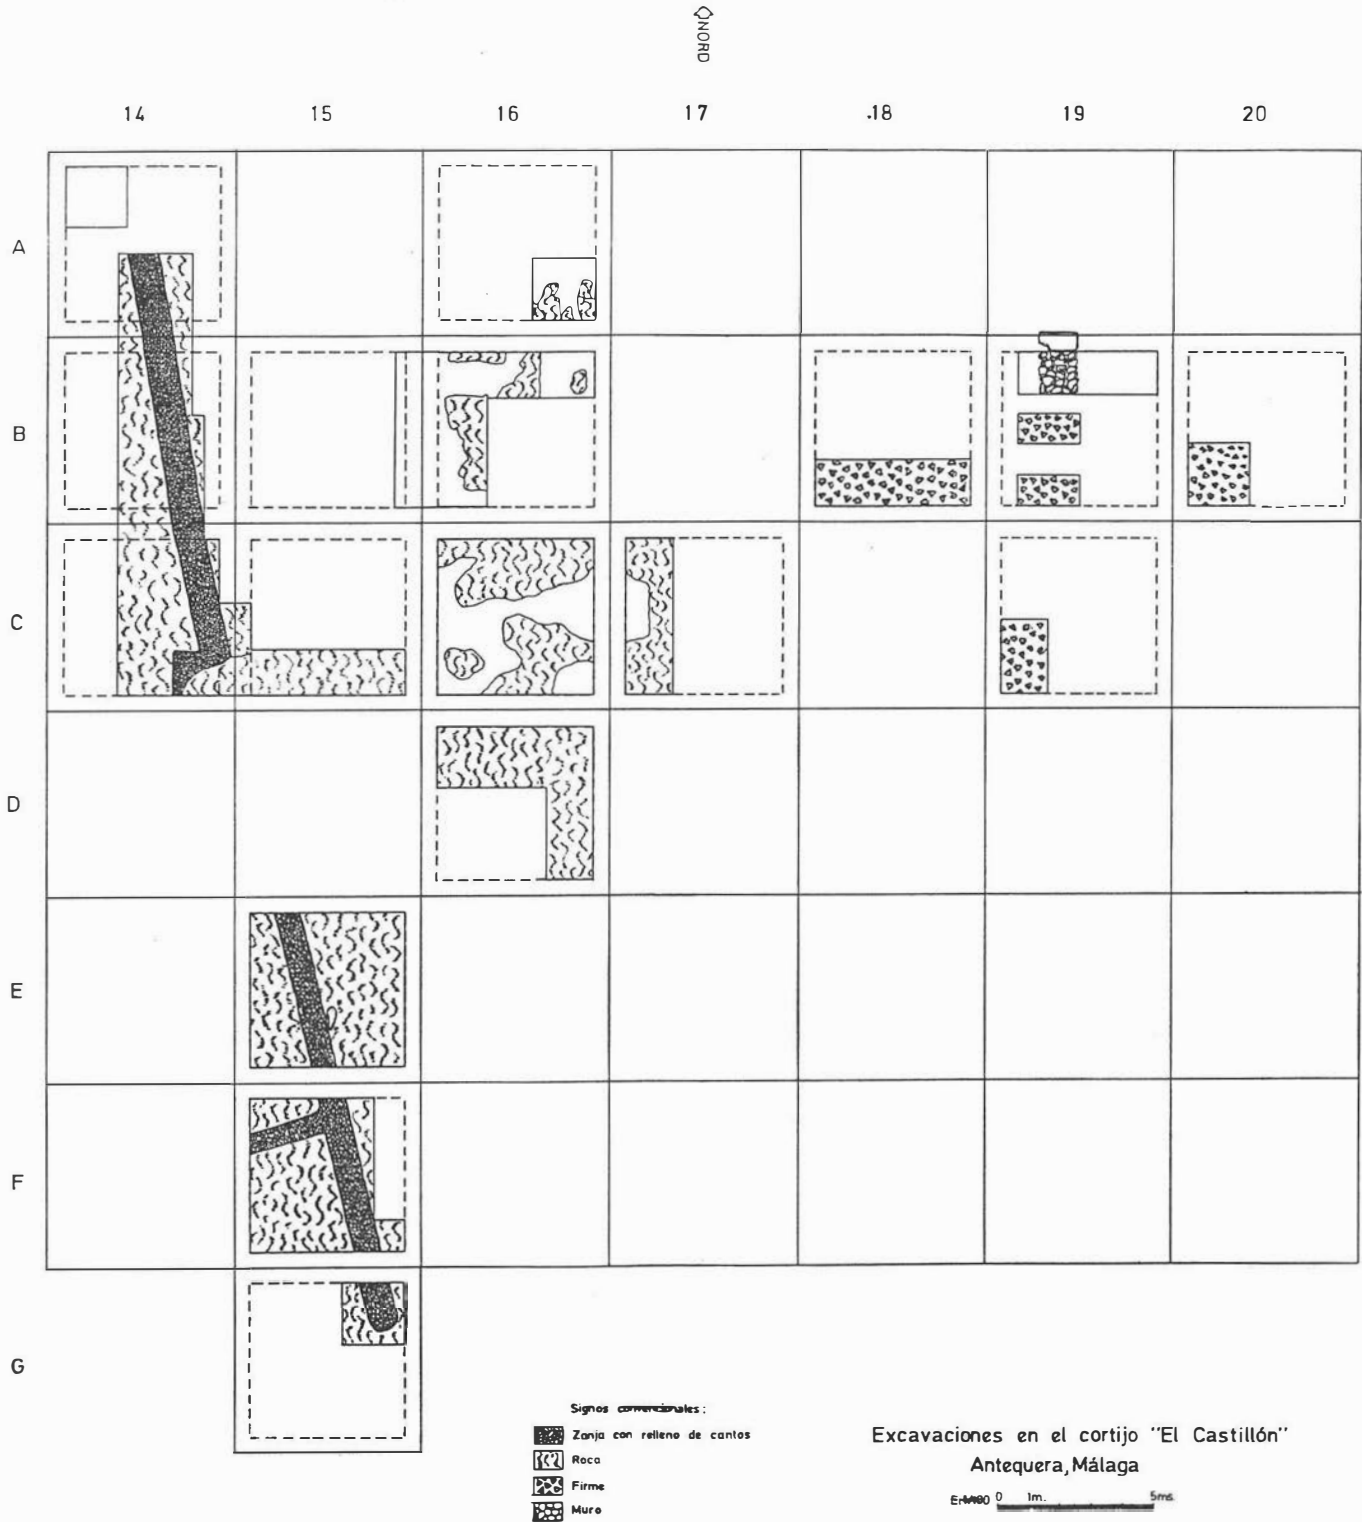 NORD
14 15 16 17 .18 19 20
A
B
C
D
E
F
G
Signos convencionales:
Zanja con relleno de cantos
Roca
Firme
Muro
Excavaciones en el cortijo "El Castillón"
Antequera, Málaga
0 1m. 5ms.